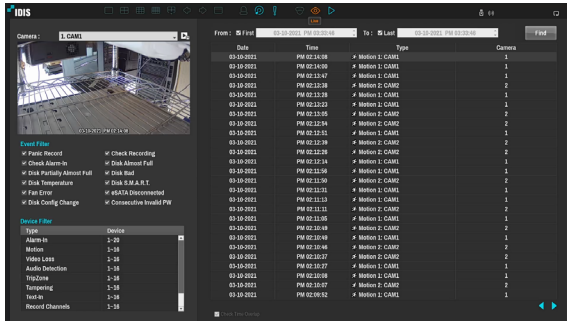 IDIS
Live
Camera : 1. CAM1
From : First 03-10-2021 PM 03:33:46 To : Last 03-10-2021 PM 03:33:46 Find
03-10-2021 PM 02:14:08
Event Filter
Panic Record Check Recording
Check Alarm-In Disk Almost Full
Disk Partially Almost Full Disk Bad
Disk Temperature Disk S.M.A.R.T.
Fan Error eSATA Disconnected
Disk Config Change Consecutive Invalid PW
Device Filter
Type Device
Alarm-In 1~20
Motion 1~16
Video Loss 1~16
Audio Detection 1~16
TripZone 1~16
Tampering 1~16
Text-In 1~16
Record Channels 1~16
Date Time Type Camera
03-10-2021 PM 02:14:08 Motion 1: CAM1 1
03-10-2021 PM 02:14:00 Motion 1: CAM1 1
03-10-2021 PM 02:13:47 Motion 1: CAM1 1
03-10-2021 PM 02:13:38 Motion 2: CAM2 2
03-10-2021 PM 02:13:28 Motion 1: CAM1 1
03-10-2021 PM 02:13:23 Motion 1: CAM1 1
03-10-2021 PM 02:13:05 Motion 2: CAM2 2
03-10-2021 PM 02:12:54 Motion 2: CAM2 2
03-10-2021 PM 02:12:51 Motion 1: CAM1 1
03-10-2021 PM 02:12:39 Motion 2: CAM2 2
03-10-2021 PM 02:12:28 Motion 2: CAM2 2
03-10-2021 PM 02:12:14 Motion 1: CAM1 1
03-10-2021 PM 02:11:56 Motion 1: CAM1 1
03-10-2021 PM 02:11:50 Motion 2: CAM2 2
03-10-2021 PM 02:11:31 Motion 1: CAM1 1
03-10-2021 PM 02:11:13 Motion 1: CAM1 1
03-10-2021 PM 02:11:11 Motion 2: CAM2 2
03-10-2021 PM 02:11:05 Motion 1: CAM1 1
03-10-2021 PM 02:10:49 Motion 2: CAM2 2
03-10-2021 PM 02:10:49 Motion 1: CAM1 1
03-10-2021 PM 02:10:46 Motion 2: CAM2 2
03-10-2021 PM 02:10:37 Motion 2: CAM2 2
03-10-2021 PM 02:10:27 Motion 1: CAM1 1
03-10-2021 PM 02:10:08 Motion 1: CAM1 1
03-10-2021 PM 02:10:07 Motion 2: CAM2 2
03-10-2021 PM 02:09:52 Motion 1: CAM1 1
Check Time Overlap